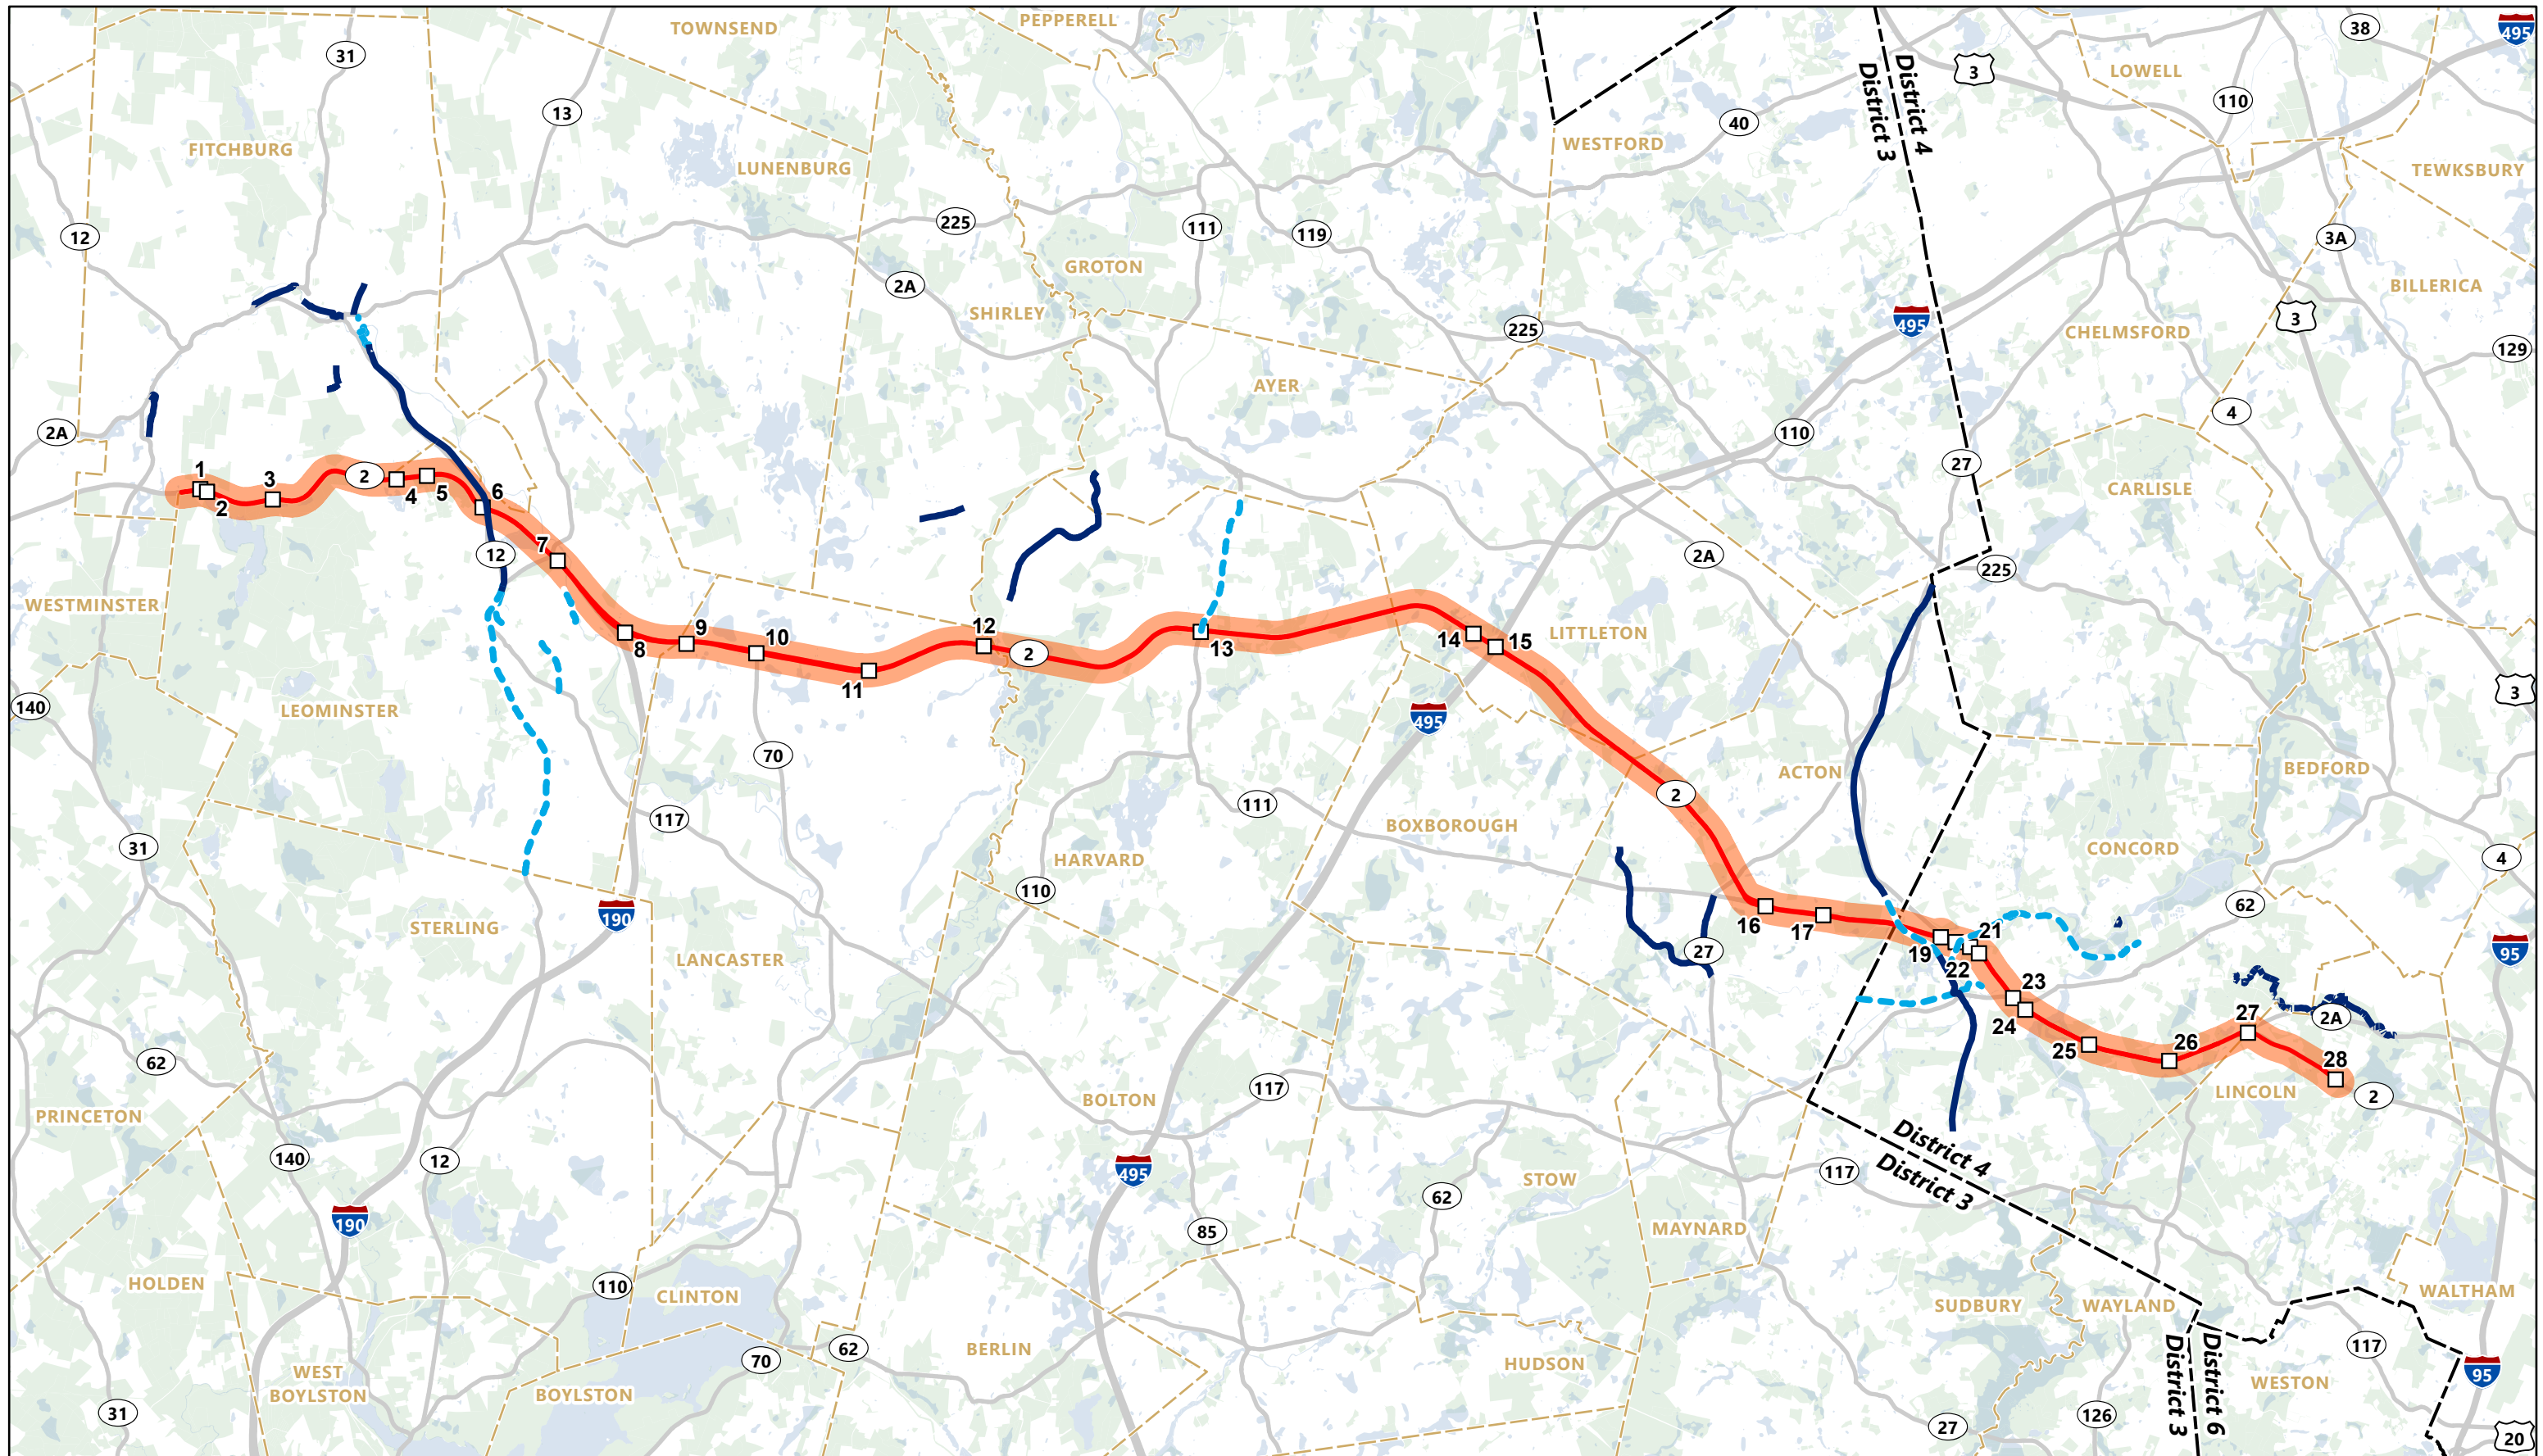 TOWNSEND
PEPPERELL
38
495
31
3
District 4
District 3
LOWELL
110
13
40
FITCHBURG
LUNENBURG
WESTFORD
TEWKSBURY
12
225
111
119
3A
GROTON
2A
SHIRLEY
BILLERICA
225
495
3
CHELMSFORD
129
AYER
4
2A
110
27
1
2
3
2
4
5
6
CARLISLE
12
7
2A
225
WESTMINSTER
8
9
10
11
12
2
13
14
15
LITTLETON
140
LEOMINSTER
495
3
70
ACTON
BEDFORD
2
111
117
BOXBOROUGH
31
HARVARD
CONCORD
4
110
190
62
STERLING
16
17
27
19
21
22
95
LANCASTER
23
24
2A
27
25
26
28
62
PRINCETON
BOLTON
117
LINCOLN
2
140
12
495
District 4
District 3
117
STOW
62
190
85
MAYNARD
HOLDEN
110
CLINTON
SUDBURY
WAYLAND
WALTHAM
62
BERLIN
70
HUDSON
District 3
District 6
117
95
WEST
BOYLSTON
BOYLSTON
WESTON
31
27
126
20